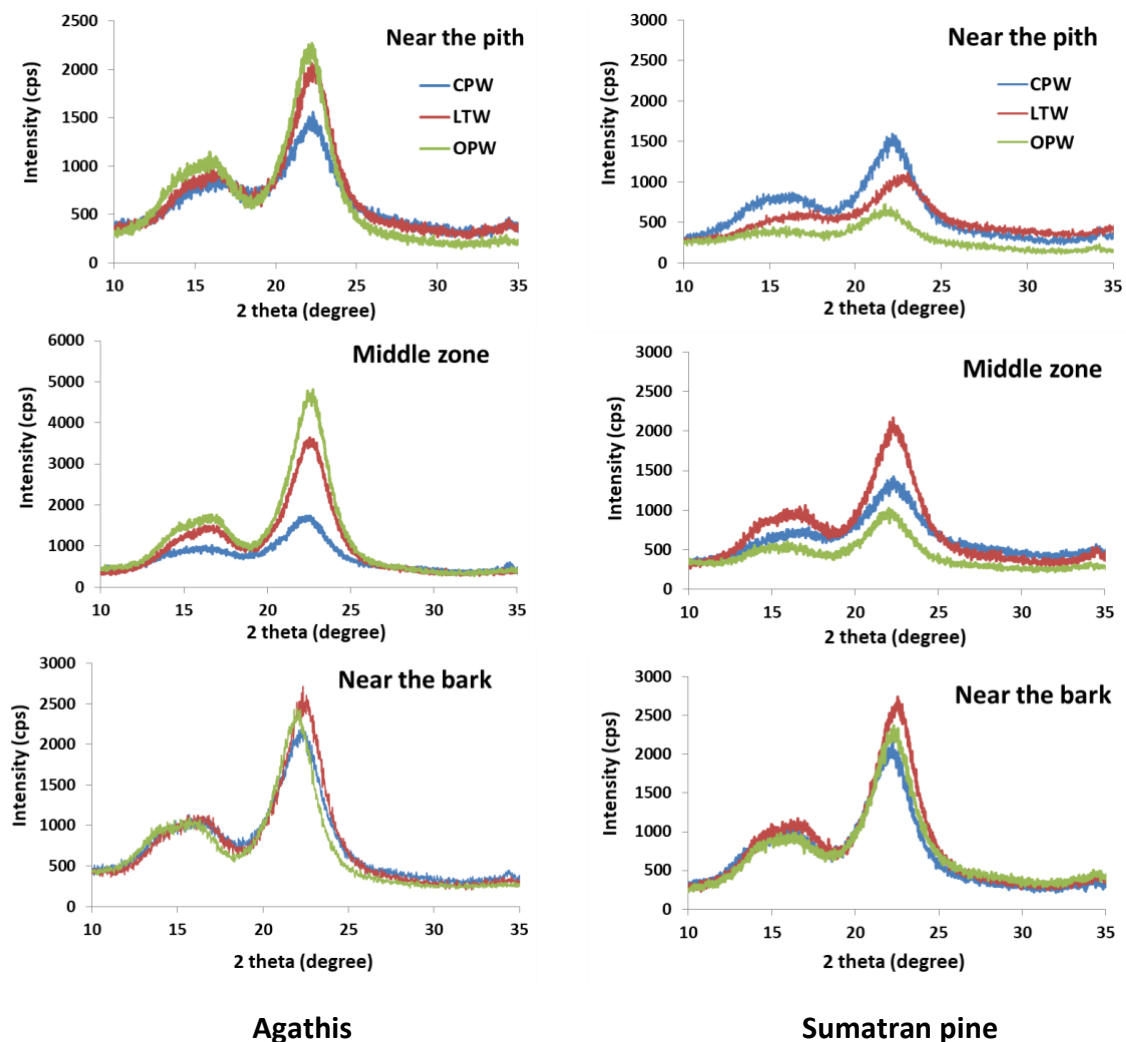 Near the pith
CPW
LTW
OPW
Intensity (cps)
2500
2000
1500
1000
500
0
10 15 20 25 30 35
2 theta (degree)
Near the pith
CPW
LTW
OPW
Intensity (cps)
3000
2500
2000
1500
1000
500
0
10 15 20 25 30 35
2 theta (degree)
Middle zone
Intensity (cps)
6000
5000
4000
3000
2000
1000
0
10 15 20 25 30 35
2 theta (degree)
Middle zone
Intensity (cps)
3000
2500
2000
1500
1000
500
0
10 15 20 25 30 35
2 theta (degree)
Near the bark
Intensity (cps)
3000
2500
2000
1500
1000
500
0
10 15 20 25 30 35
2 theta (degree)
Near the bark
Intensity (cps)
3000
2500
2000
1500
1000
500
0
10 15 20 25 30 35
2 theta (degree)
Agathis
Sumatran pine